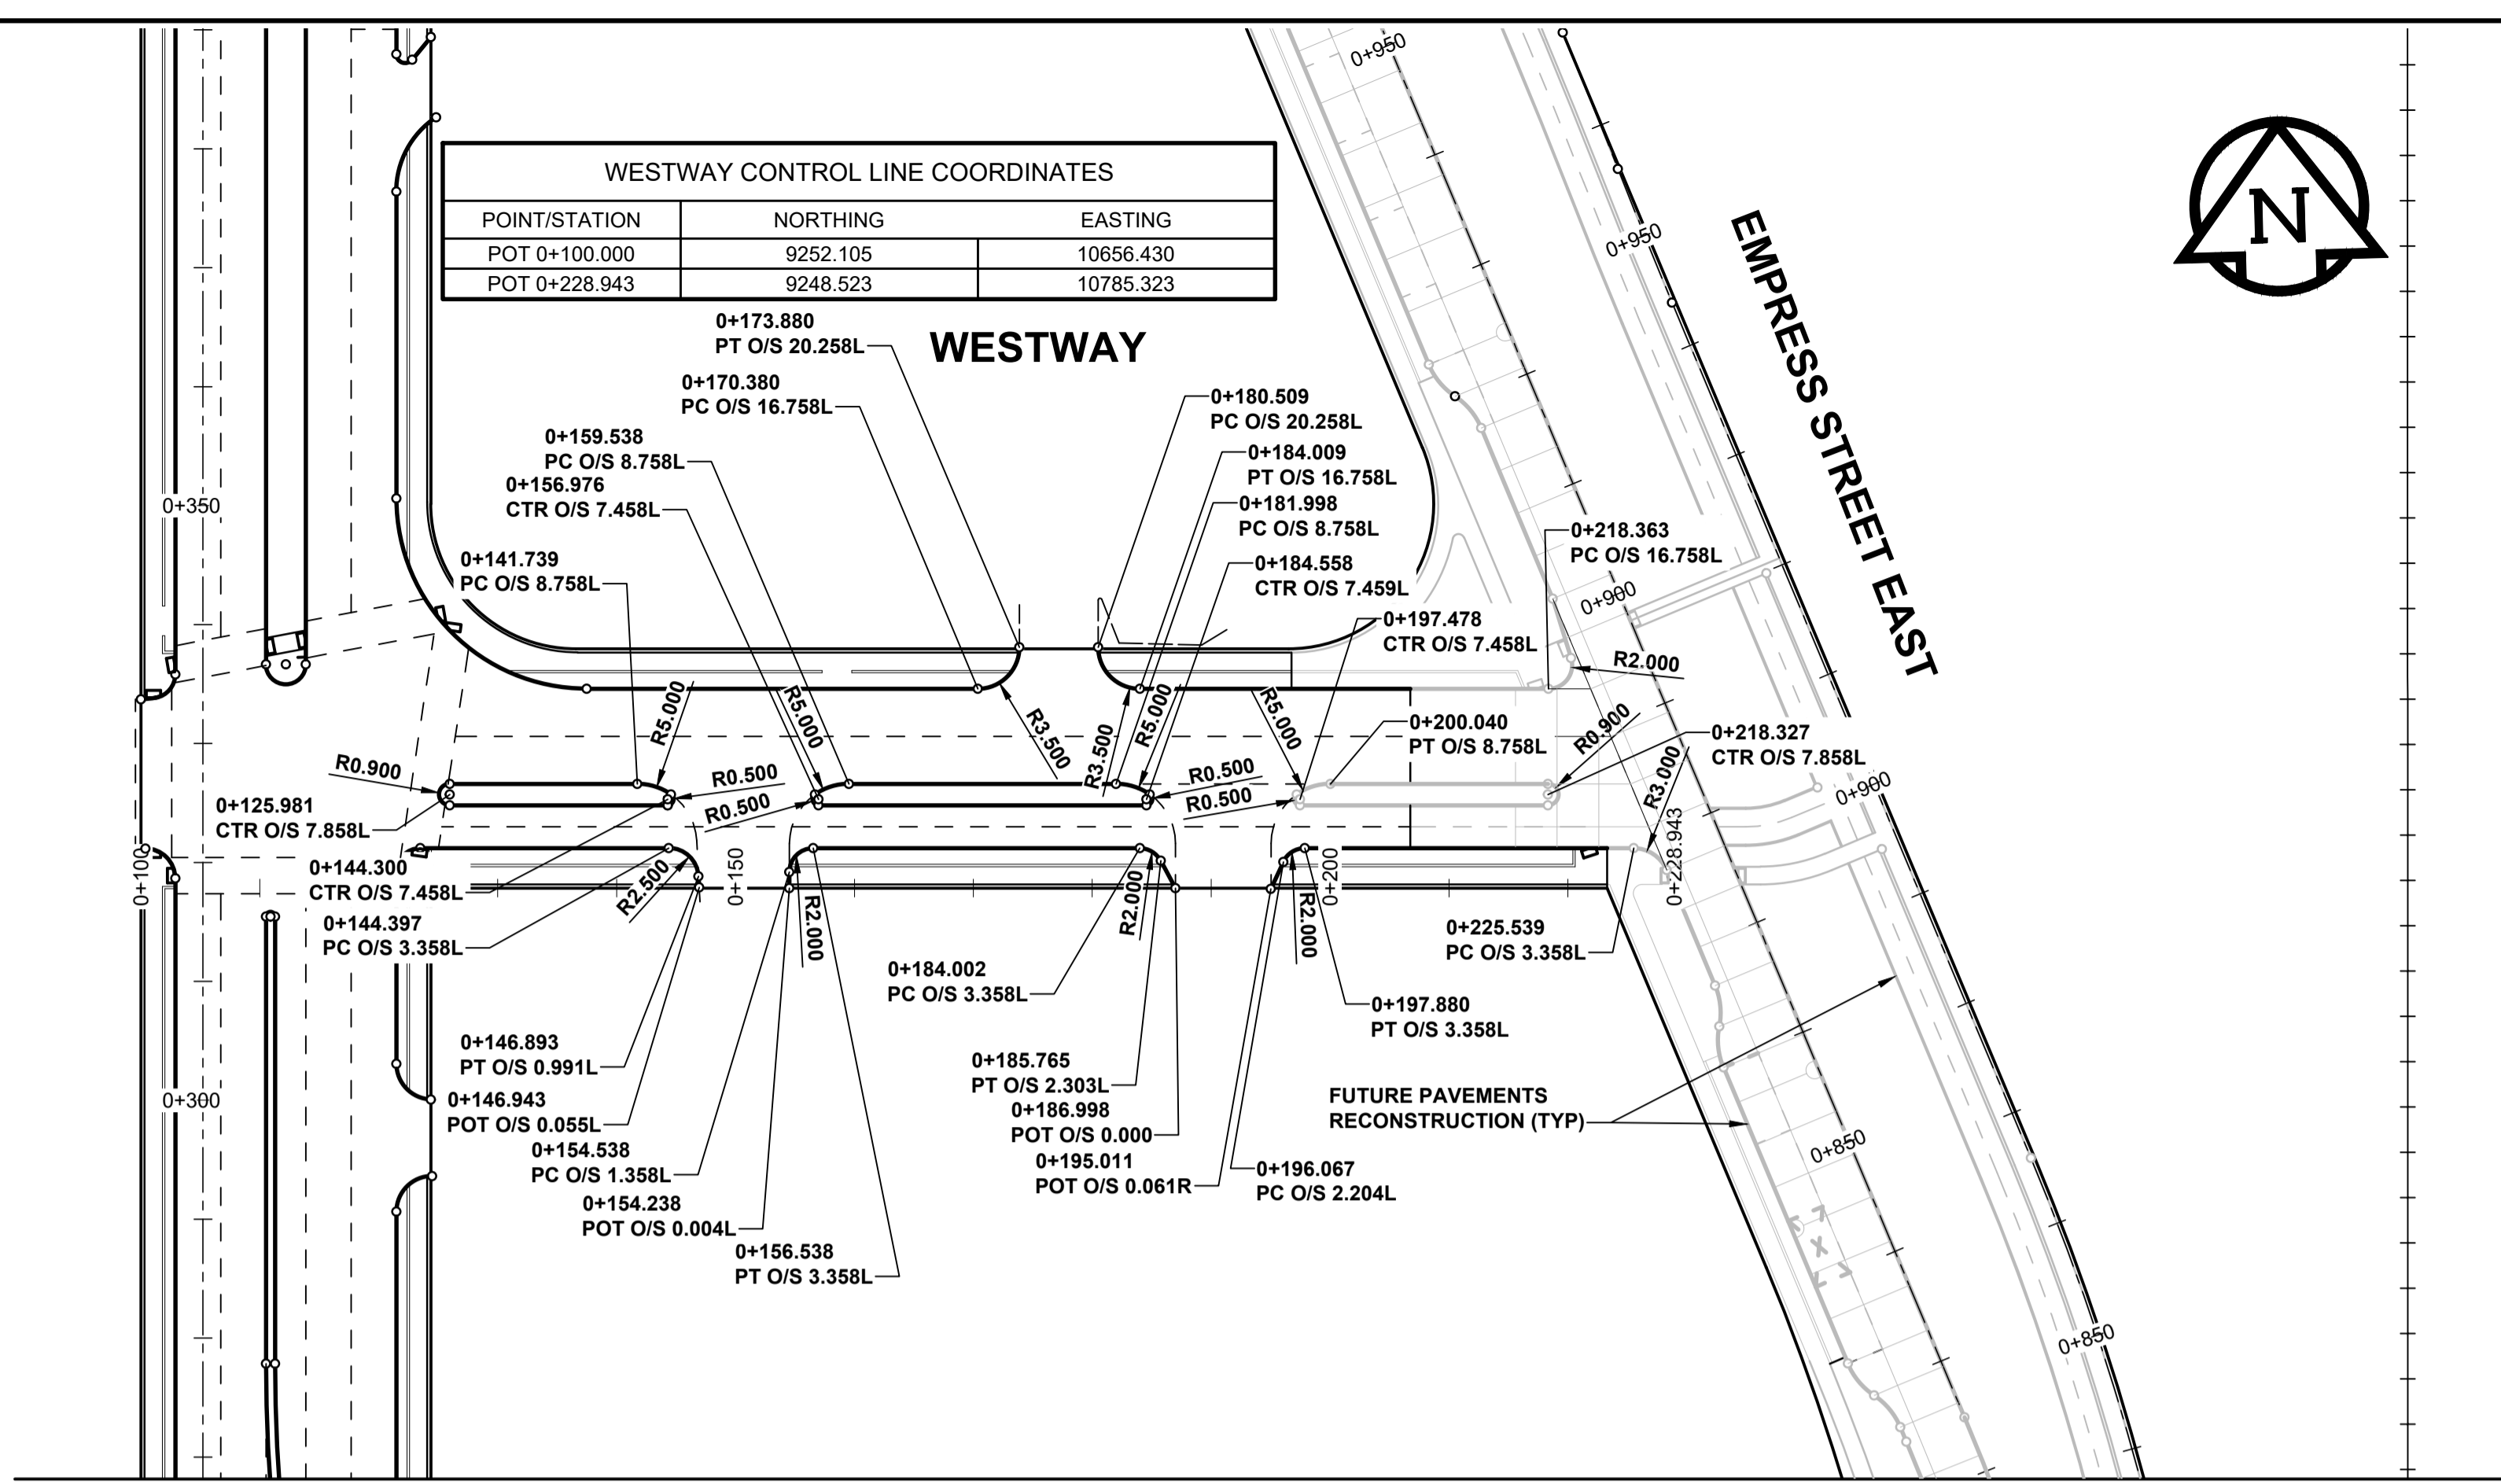 0+950
WESTWAY CONTROL LINE COORDINATES
POINT/STATION NORTHING EASTING
POT 0+100.000 9252.105 10656.430
POT 0+228.943 9248.523 10785.323
N
0+950
EMPRESS STREET EAST
WESTWAY
0+173.880
PT O/S 20.258L
0+170.380
PC O/S 16.758L
0+180.509
PC O/S 20.258L
0+159.538
PC O/S 8.758L
0+184.009
PT O/S 16.758L
0+156.976
CTR O/S 7.458L
0+181.998
PC O/S 8.758L
0+350
0+218.363
PC O/S 16.758L
0+141.739
PC O/S 8.758L
0+184.558
CTR O/S 7.459L
0+900
0+197.478
CTR O/S 7.458L
R2.000
R5.000
R5.000
R3.500
R3.500
R5.000
R5.000
0+200.040
PT O/S 8.758L
R0.900
0+218.327
CTR O/S 7.858L
R0.900
R0.500
R0.500
R0.500
R0.500
R3.000
0+900
0+125.981
CTR O/S 7.858L
0+100
0+144.300
CTR O/S 7.458L
R2.500
0+150
R2.000
R2.000
R2.000
0+200
0+228.943
0+144.397
PC O/S 3.358L
0+225.539
PC O/S 3.358L
0+184.002
PC O/S 3.358L
0+197.880
PT O/S 3.358L
0+146.893
PT O/S 0.991L
0+185.765
PT O/S 2.303L
0+300
0+146.943
POT O/S 0.055L
0+186.998
POT O/S 0.000
FUTURE PAVEMENTS
RECONSTRUCTION (TYP)
0+154.538
PC O/S 1.358L
0+195.011
POT O/S 0.061R
0+196.067
PC O/S 2.204L
0+850
0+154.238
POT O/S 0.004L
0+156.538
PT O/S 3.358L
0+850